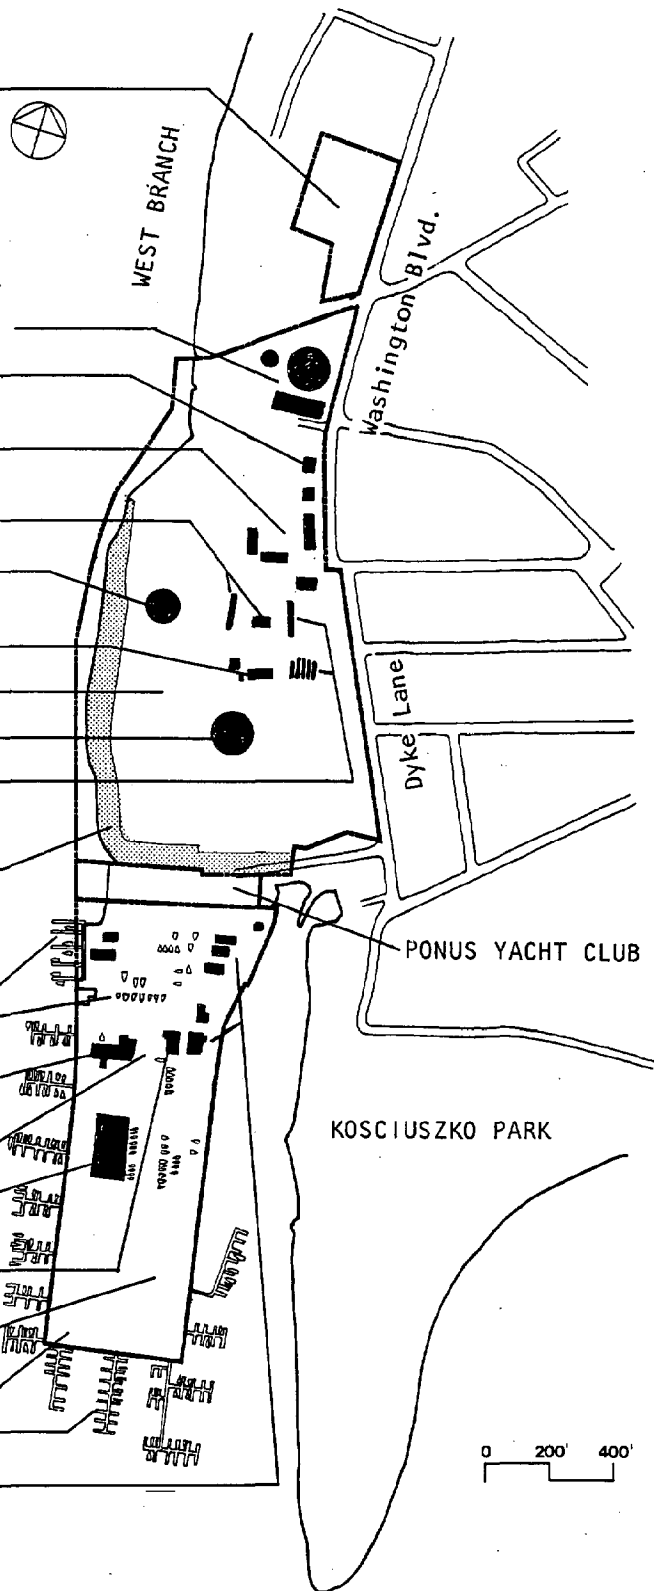 WEST BRANCH
Washington Blvd.
Dyke Lane
PONUS YACHT CLUB
KOSCIUSZKO PARK
0 200' 400'